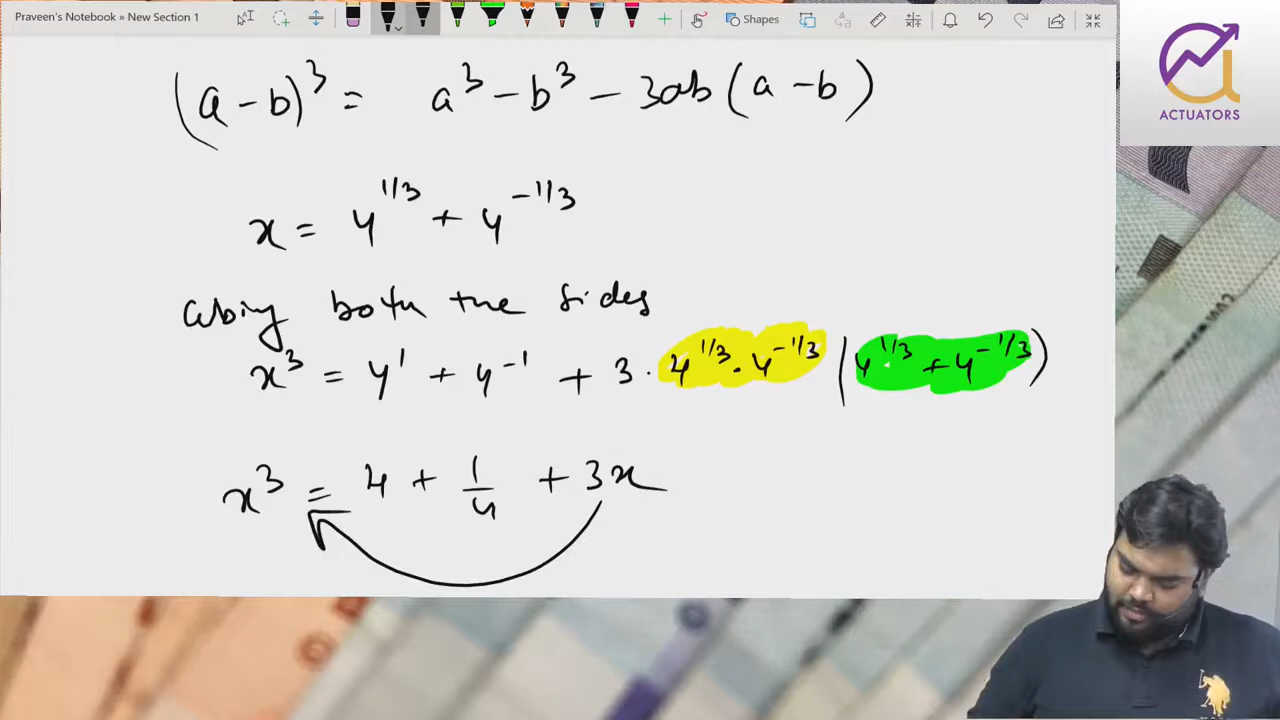 Praveen's Notebook » New Section 1
Shapes
ACTUATORS
(a - b)³ = a³ - b³ - 3ab (a - b)
x = 4^1/3 + 4^-1/3
Cubing both the sides
x³ = 4¹ + 4⁻¹ + 3 · 4^1/3 · 4^-1/3 (4^1/3 + 4^-1/3)
x³ = 4 + 1/4 + 3x